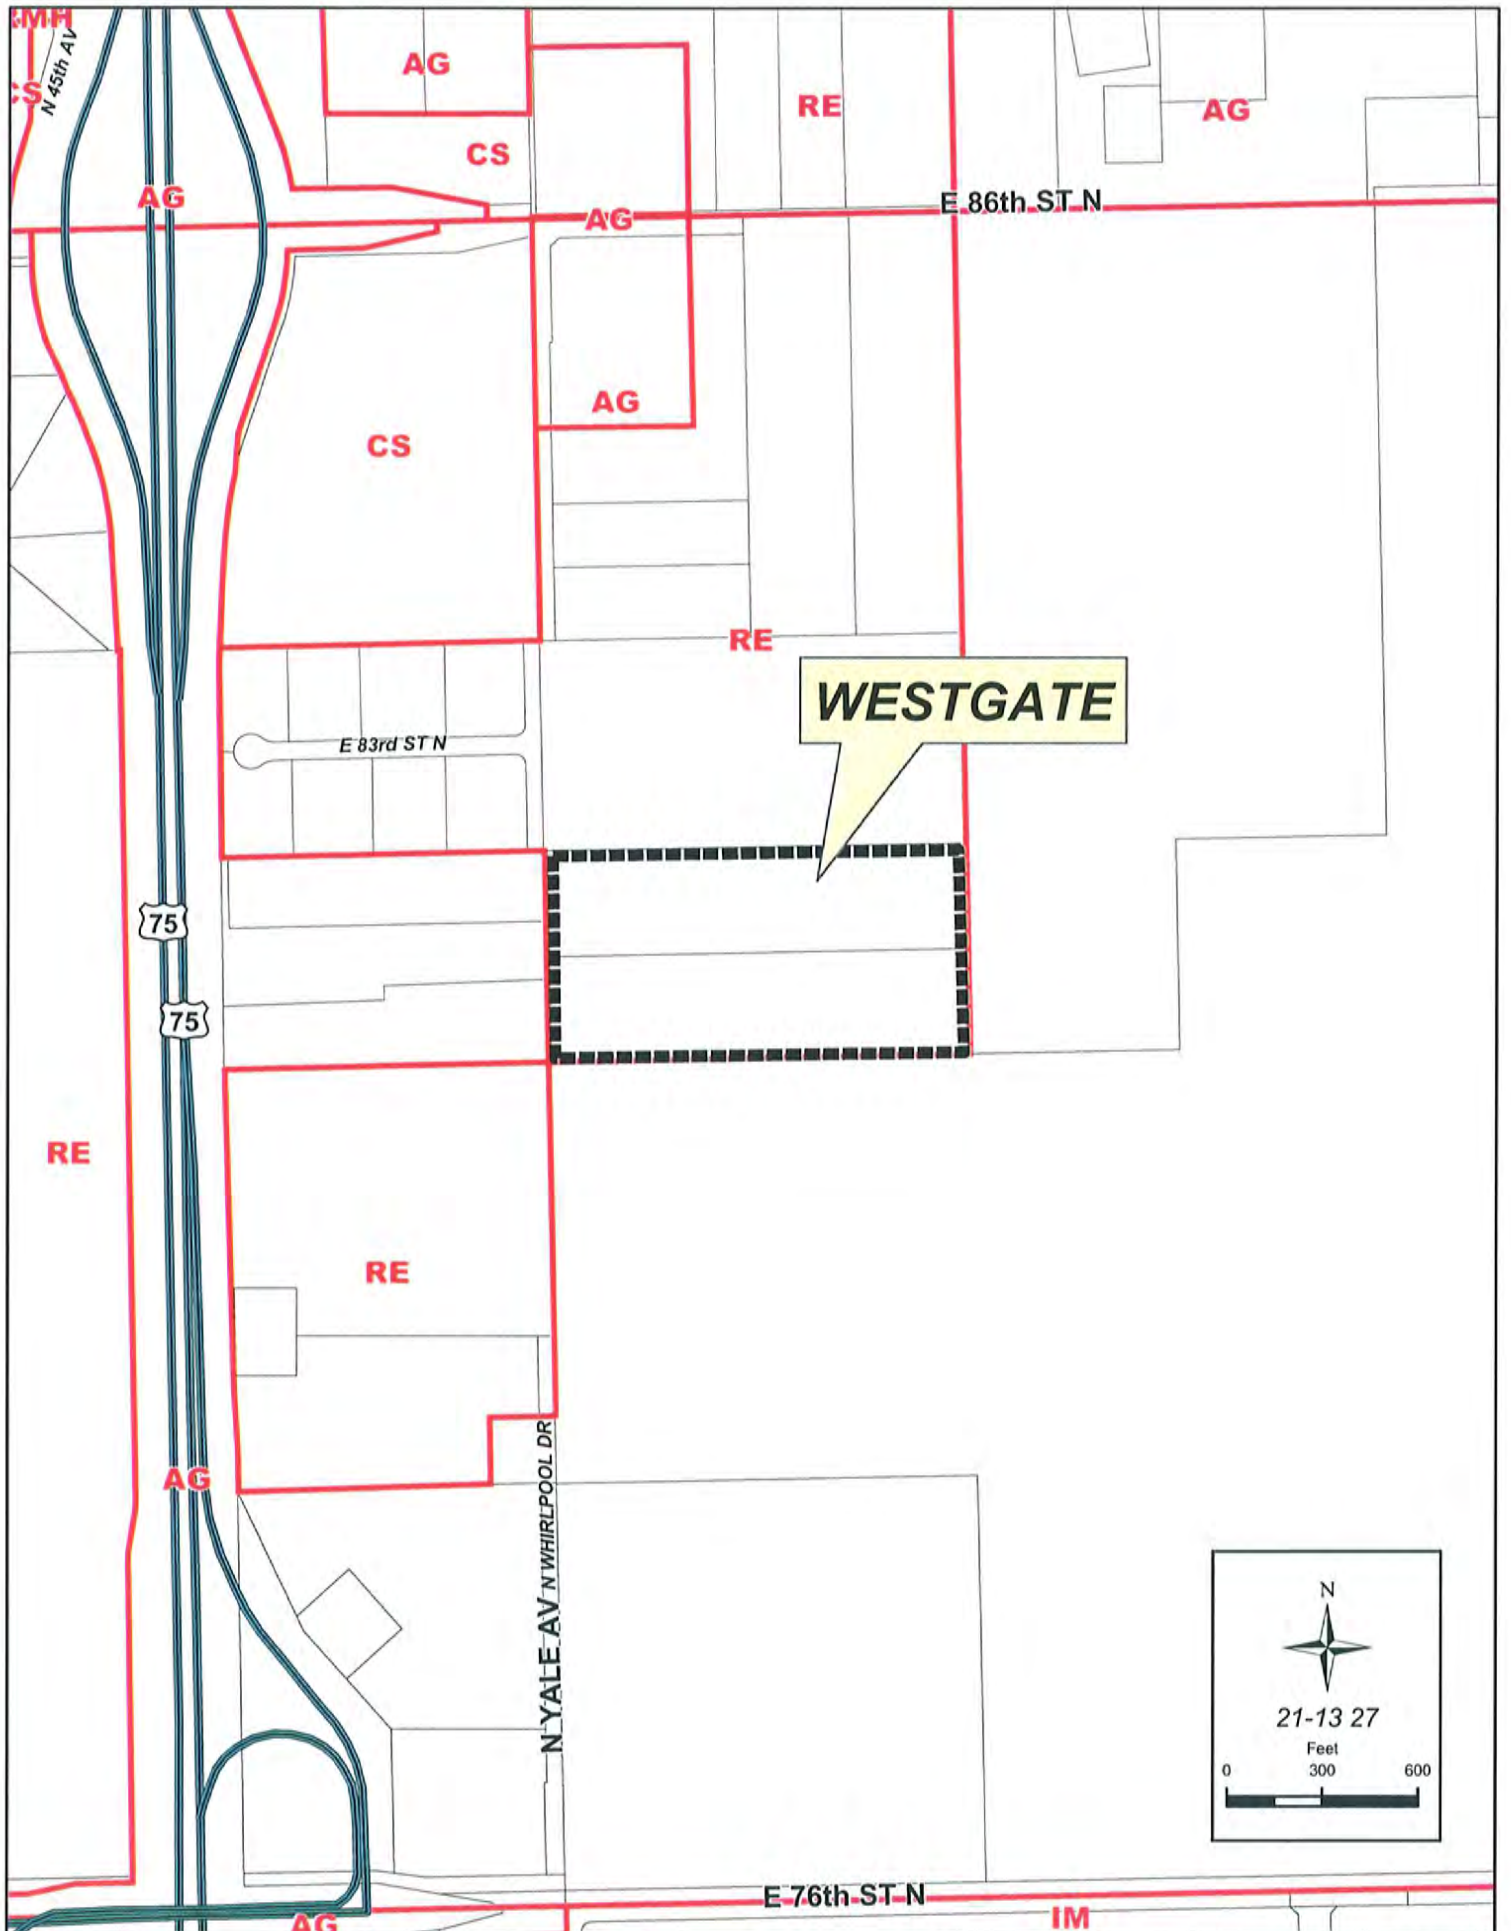 RMH
N 45th AV
AG
RE
CS
AG
CS
AG
E 86th ST N
AG
AG
CS
RE
WESTGATE
E 83rd ST N
75
75
RE
RE
AG
N YALE AV
N WHIRLPOOL DR
N
21-13 27
Feet
0 300 600
E 76th ST N
AG
IM